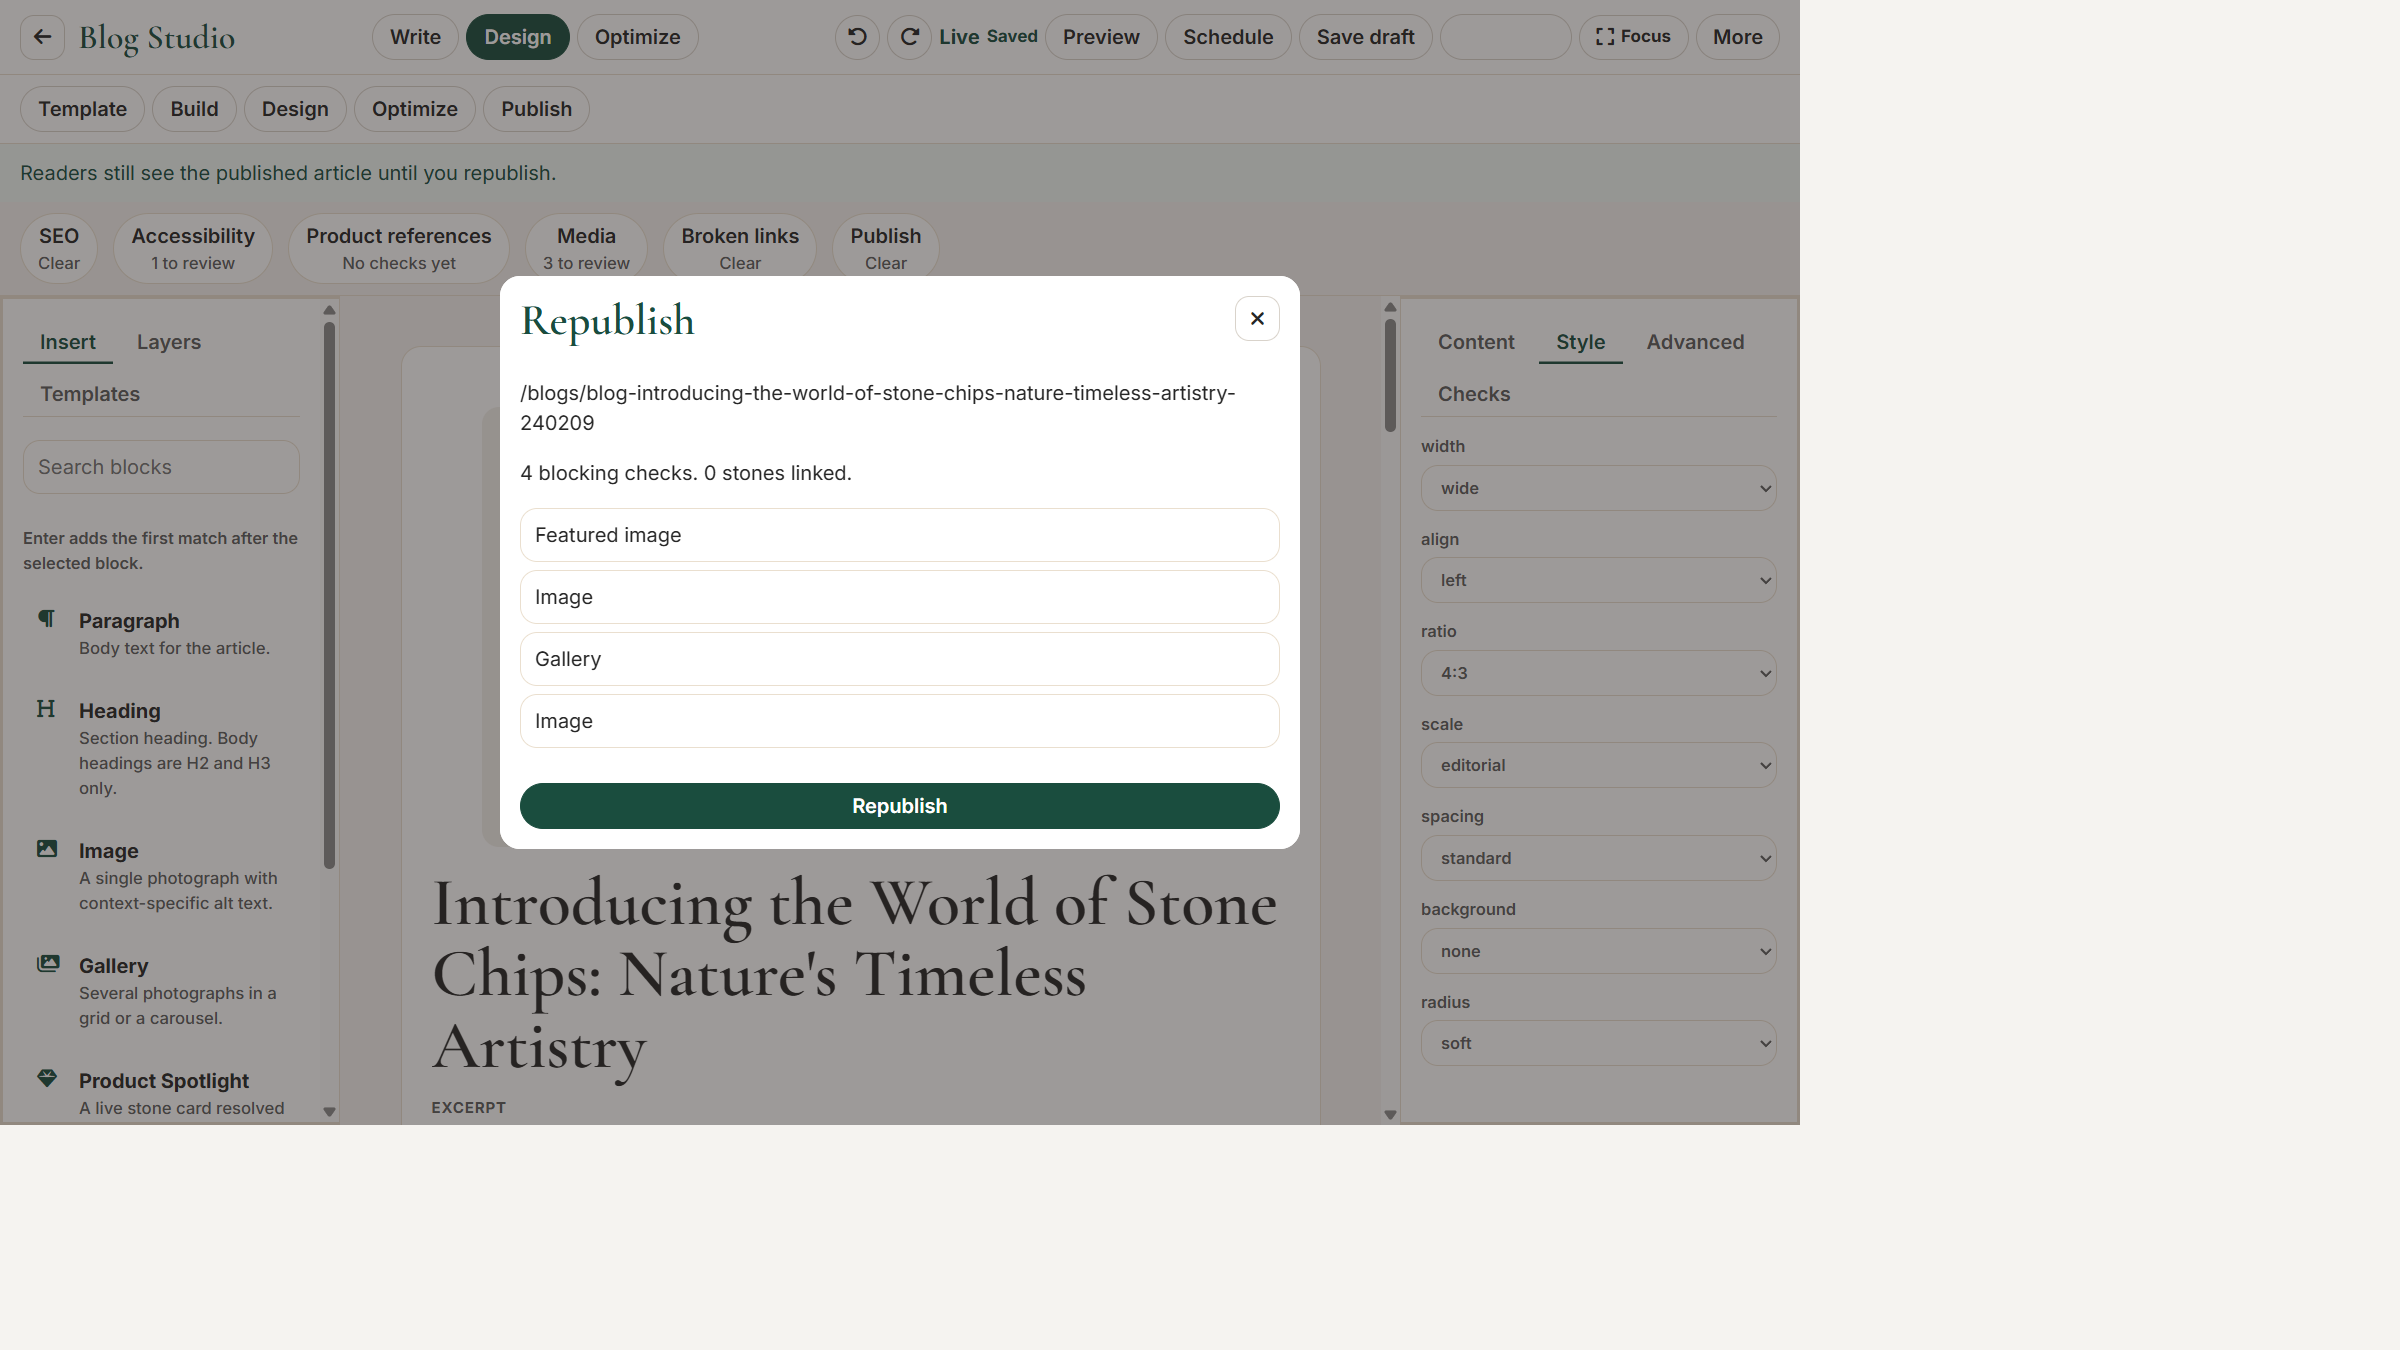 Blog Studio
Write
Design
Optimize
Live
Saved
Preview
Schedule
Save draft
Focus
More
Template
Build
Design
Optimize
Publish
Readers still see the published article until you republish.
SEO
Clear
Accessibility
1 to review
Product references
No checks yet
Media
3 to review
Broken links
Clear
Publish
Clear
Insert
Layers
Templates
Search blocks
Enter adds the first match after the
selected block.
Paragraph
Body text for the article.
Heading
Section heading. Body
headings are H2 and H3
only.
Image
A single photograph with
context-specific alt text.
Gallery
Several photographs in a
grid or a carousel.
Product Spotlight
A live stone card resolved
Republish
/blogs/blog-introducing-the-world-of-stone-chips-nature-timeless-artistry-
240209
4 blocking checks. 0 stones linked.
Featured image
Image
Gallery
Image
Republish
Introducing the World of Stone
Chips: Nature's Timeless
Artistry
EXCERPT
Content
Style
Advanced
Checks
width
wide
align
left
ratio
4:3
scale
editorial
spacing
standard
background
none
radius
soft